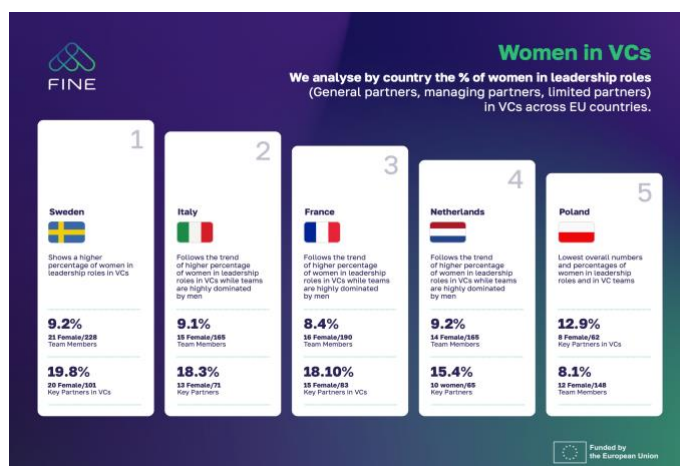 FINE
Women in VCs
We analyse by country the % of women in leadership roles
(General partners, managing partners, limited partners)
in VCs across EU countries.
1
Sweden
Shows a higher
percentage of women in
leadership roles in VCs
9.2%
21 Female/228
Team Members
19.8%
20 Female/101
Key Partners in VCs
2
Italy
Follows the trend
of higher percentage
of women in leadership
roles in VCs while teams
are highly dominated
by men
9.1%
15 Female/165
Team Members
18.3%
13 Female/71
Key Partners
3
France
Follows the trend
of higher percentage
of women in leadership
roles in VCs while teams
are highly dominated
by men
8.4%
16 Female/190
Team Members
18.10%
15 Female/83
Key Partners in VCs
4
Netherlands
Follows the trend
of higher percentage
of women in leadership
roles in VCs while teams
are highly dominated
by men
9.2%
14 Female/165
Team Members
15.4%
10 women/65
Key Partners in VCs
5
Poland
Lowest overall numbers
and percentages of
women in leadership
roles and in VC teams
12.9%
8 Female/62
Key Partners in VCs
8.1%
12 Female/148
Team Members
Funded by
the European Union